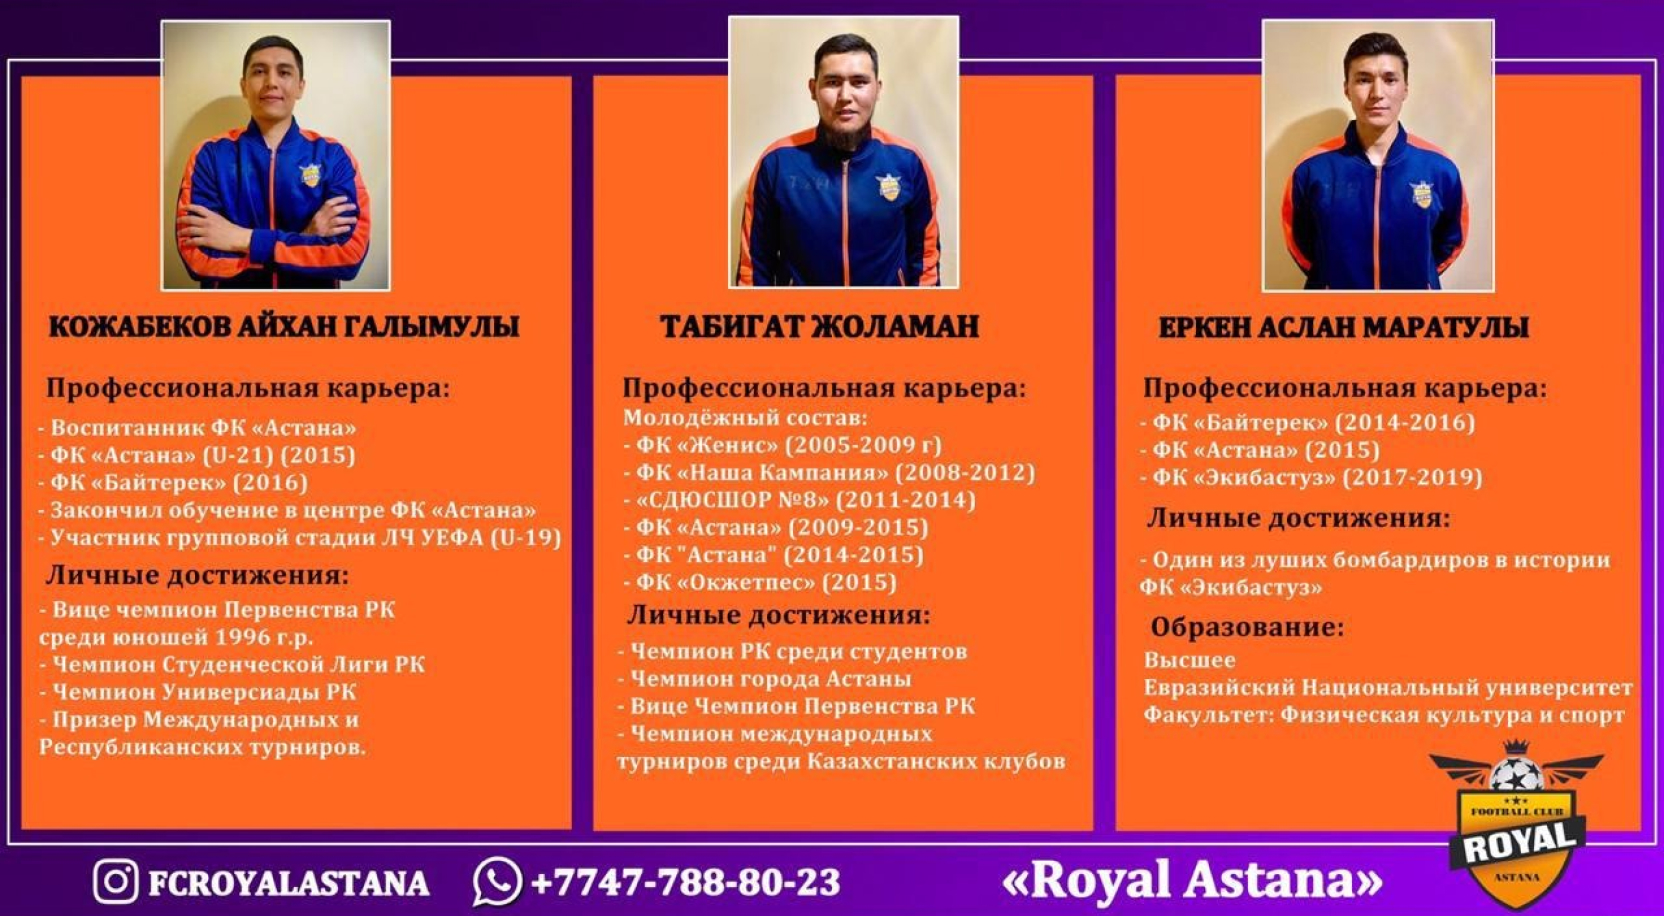 КОЖАБЕКОВ АЙХАН ГАЛЫМУЛЫ
Профессиональная карьера:
- Воспитанник ФК «Астана»
- ФК «Астана» (U-21) (2015)
- ФК «Байтерек» (2016)
- Закончил обучение в центре ФК «Астана»
- Участник групповой стадии ЛЧ УЕФА (U-19)
Личные достижения:
- Вице чемпион Первенства РК
среди юношей 1996 г.р.
- Чемпион Студенческой Лиги РК
- Чемпион Универсиады РК
- Призер Международных и
Республиканских турниров.
ТАБИГАТ ЖОЛАМАН
Профессиональная карьера:
Молодёжный состав:
- ФК «Женис» (2005-2009 г)
- ФК «Наша Кампания» (2008-2012)
- «СДЮСШОР №8» (2011-2014)
- ФК «Астана» (2009-2015)
- ФК "Астана" (2014-2015)
- ФК «Окжетпес» (2015)
Личные достижения:
- Чемпион РК среди студентов
- Чемпион города Астаны
- Вице Чемпион Первенства РК
- Чемпион международных
турниров среди Казахстанских клубов
ЕРКЕН АСЛАН МАРАТУЛЫ
Профессиональная карьера:
- ФК «Байтерек» (2014-2016)
- ФК «Астана» (2015)
- ФК «Экибастуз» (2017-2019)
Личные достижения:
- Один из луших бомбардиров в истории
ФК «Экибастуз»
Образование:
Высшее
Евразийский Национальный университет
Факультет: Физическая культура и спорт
FCROYALASTANA
+7747-788-80-23
«Royal Astana»
FOOTBALL CLUB
ROYAL
ASTANA